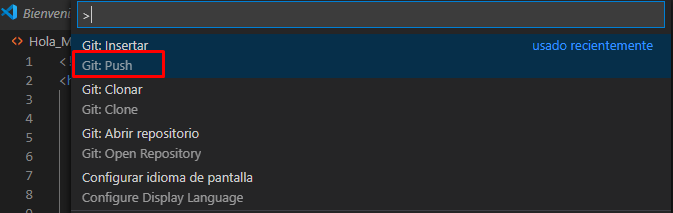 Bienveni
>
Hola_M
Git: Insertar usado recientemente
Git: Push
Git: Clonar
Git: Clone
Git: Abrir repositorio
Git: Open Repository
Configurar idioma de pantalla
Configure Display Language
1 <
2 <
3
4
5
6
7
8
9